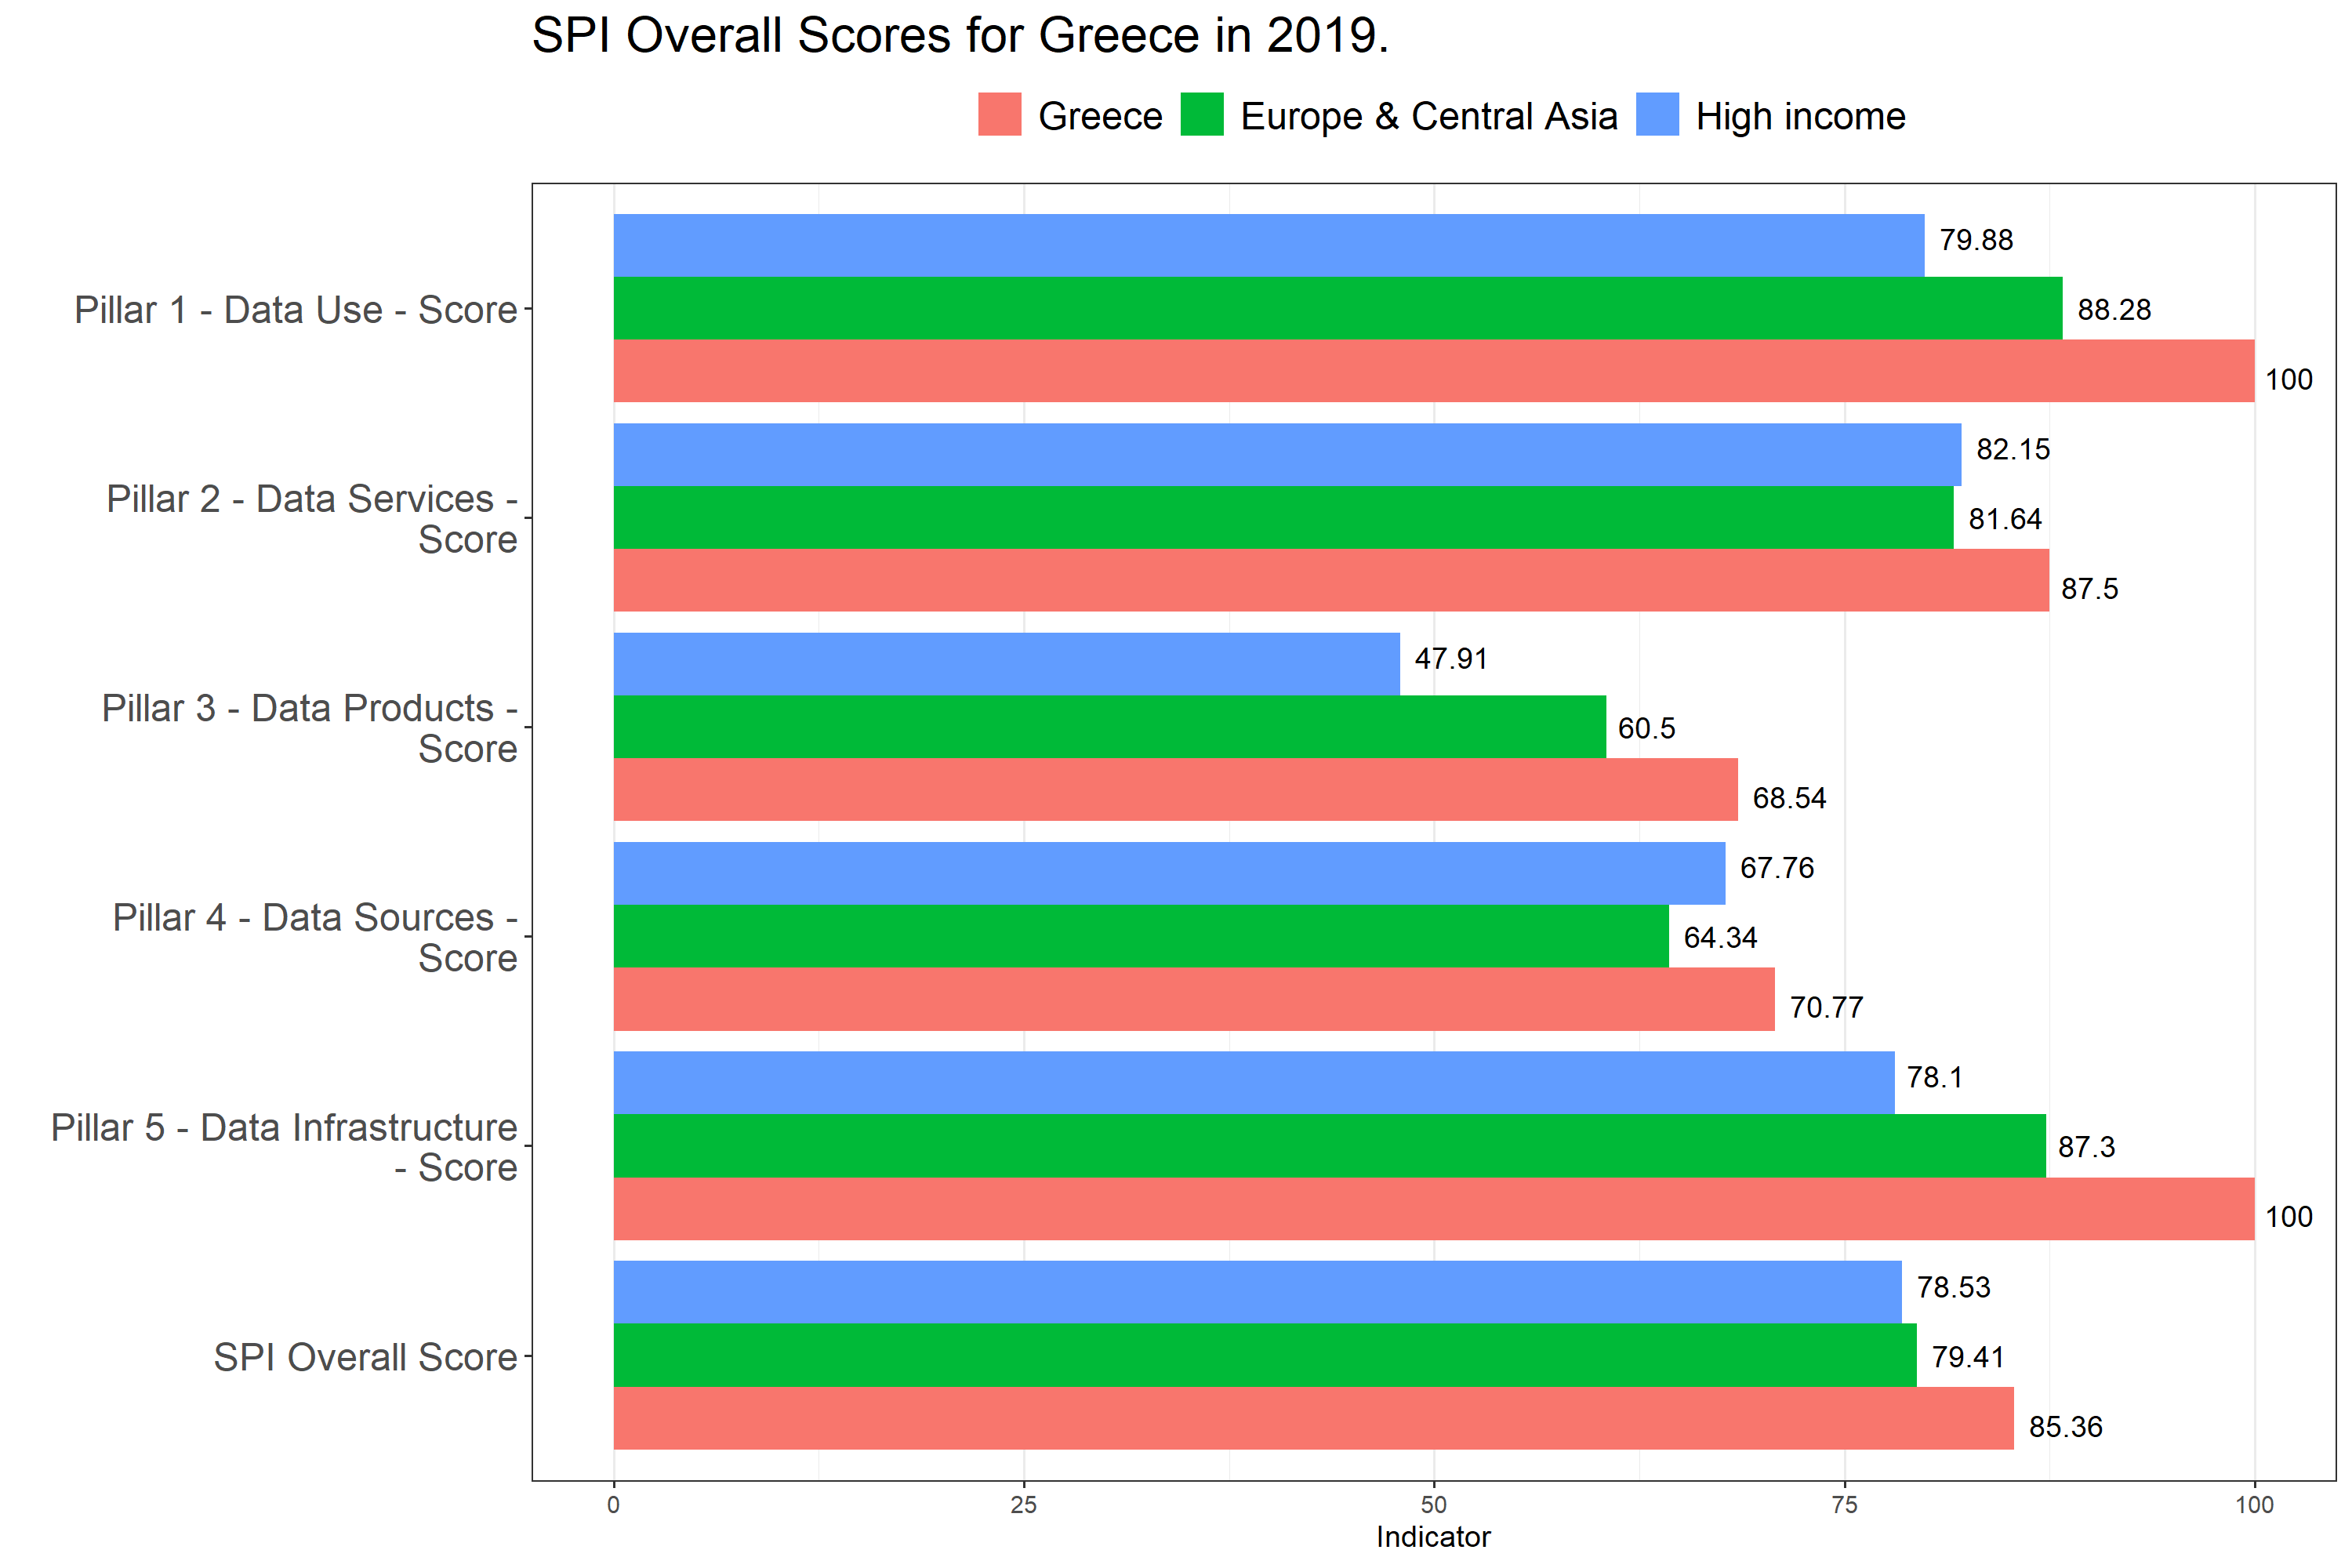 SPI Overall Scores for Greece in 2019.
Greece Europe & Central Asia High income
Pillar 1 - Data Use - Score
79.88
88.28
100
Pillar 2 - Data Services -
Score
82.15
81.64
87.5
Pillar 3 - Data Products -
Score
47.91
60.5
68.54
Pillar 4 - Data Sources -
Score
67.76
64.34
70.77
Pillar 5 - Data Infrastructure
- Score
78.1
87.3
100
SPI Overall Score
78.53
79.41
85.36
0 25 50 75 100
Indicator